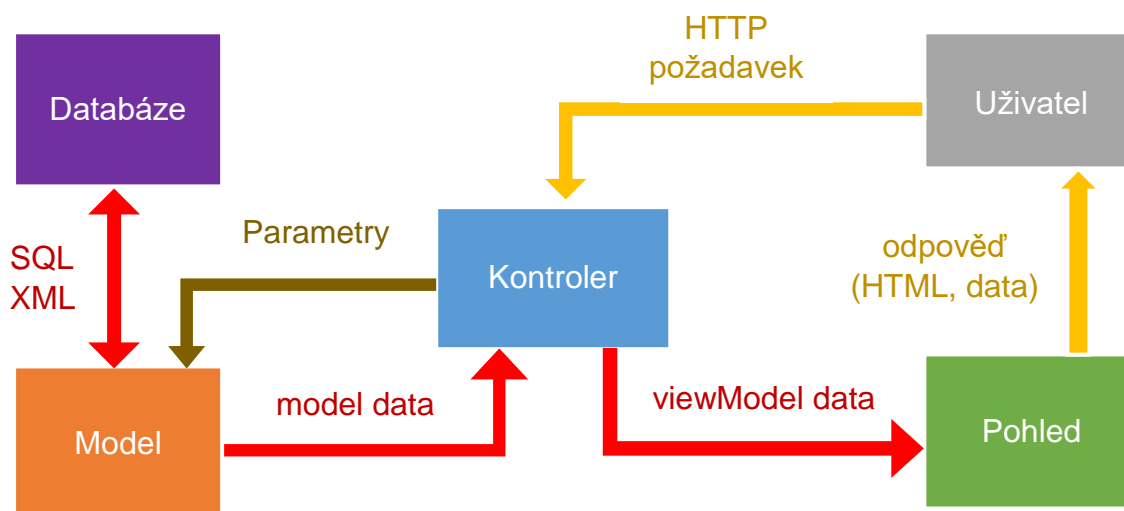 HTTP
požadavek
Databáze
Uživatel
Parametry
SQL
XML
Kontroler
odpověď
(HTML, data)
model data
viewModel data
Model
Pohled